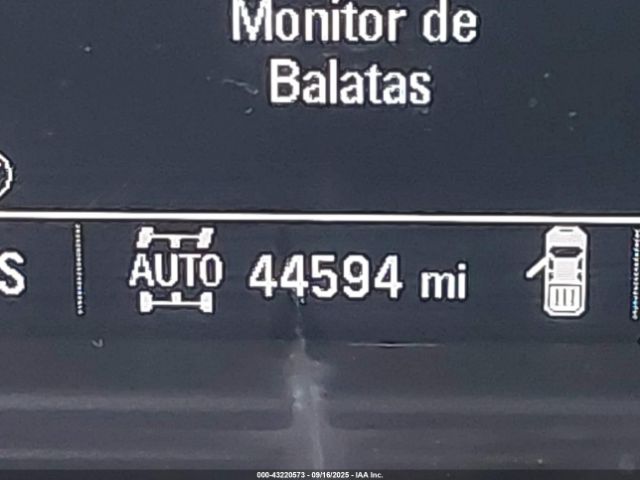 Monitor de
Balatas
S
AUTO
44594 mi
000-43220573 - 09/16/2025 - IAA Inc.